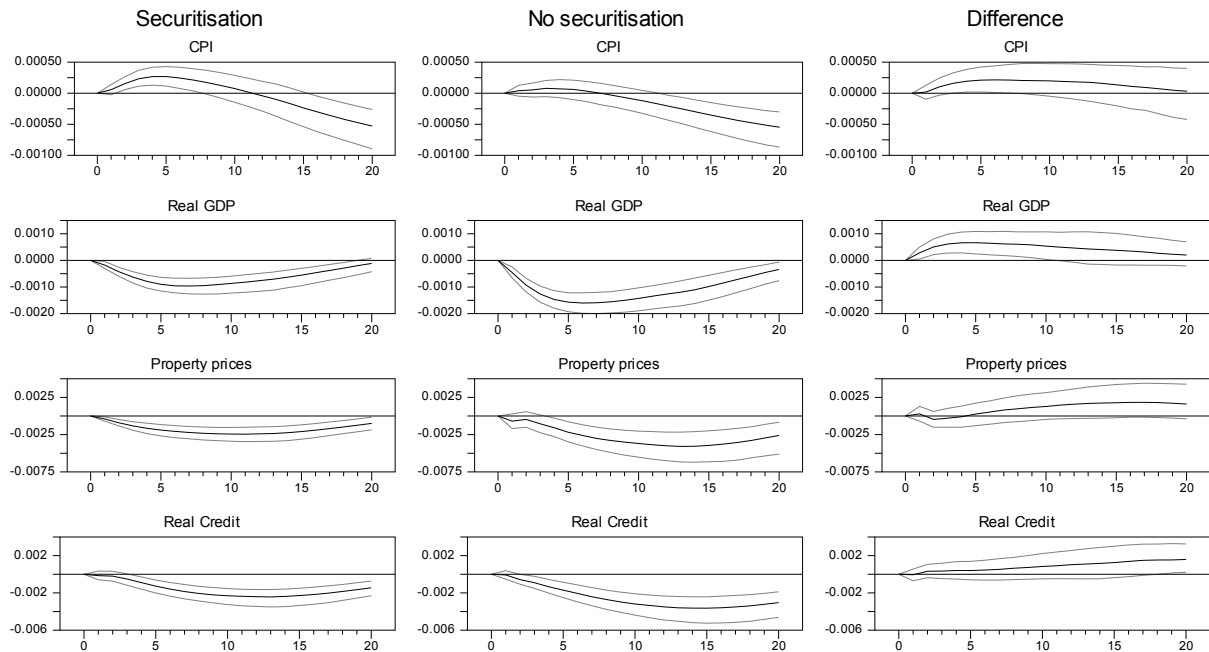 Securitisation No securitisation Difference
CPI CPI CPI
0.00050 0.00050 0.00050
0.00000 0.00000 0.00000
-0.00050 -0.00050 -0.00050
-0.00100 -0.00100 -0.00100
0 5 10 15 20 0 5 10 15 20 0 5 10 15 20
Real GDP Real GDP Real GDP
0.0010 0.0010 0.0010
0.0000 0.0000 0.0000
-0.0010 -0.0010 -0.0010
-0.0020 -0.0020 -0.0020
0 5 10 15 20 0 5 10 15 20 0 5 10 15 20
Property prices Property prices Property prices
0.0025 0.0025 0.0025
-0.0025 -0.0025 -0.0025
-0.0075 -0.0075 -0.0075
0 5 10 15 20 0 5 10 15 20 0 5 10 15 20
Real Credit Real Credit Real Credit
0.002 0.002 0.002
-0.002 -0.002 -0.002
-0.006 -0.006 -0.006
0 5 10 15 20 0 5 10 15 20 0 5 10 15 20